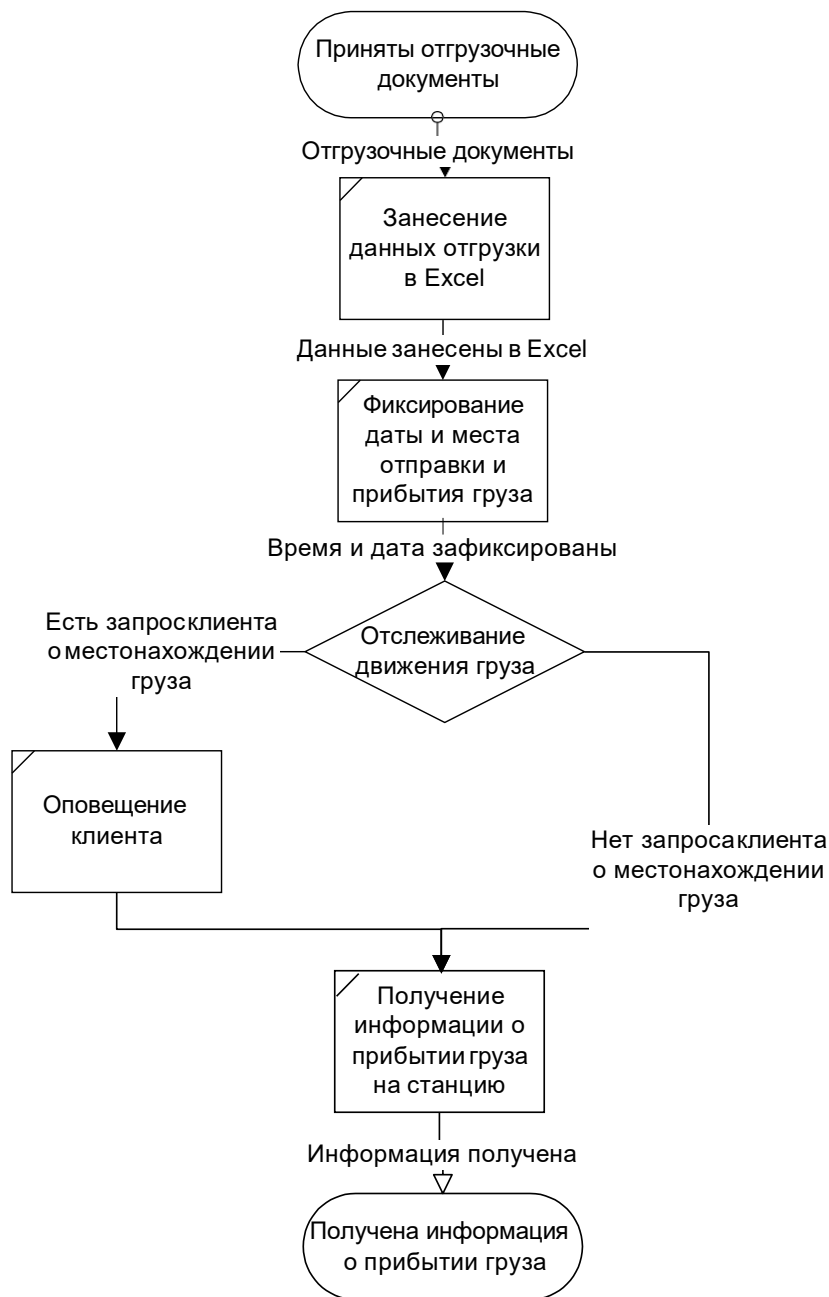 Приняты отгрузочные
документы
Отгрузочные документы
Занесение
данных отгрузки
в Excel
Данные занесены в Excel
Фиксирование
даты и места
отправки и
прибытия груза
Время и дата зафиксированы
Отслеживание
движения груза
Есть запросклиента
о местонахождении
груза
Оповещение
клиента
Нет запросаклиента
о местонахождении
груза
Получение
информации о
прибытии груза
на станцию
Информация получена
Получена информация
о прибытии груза